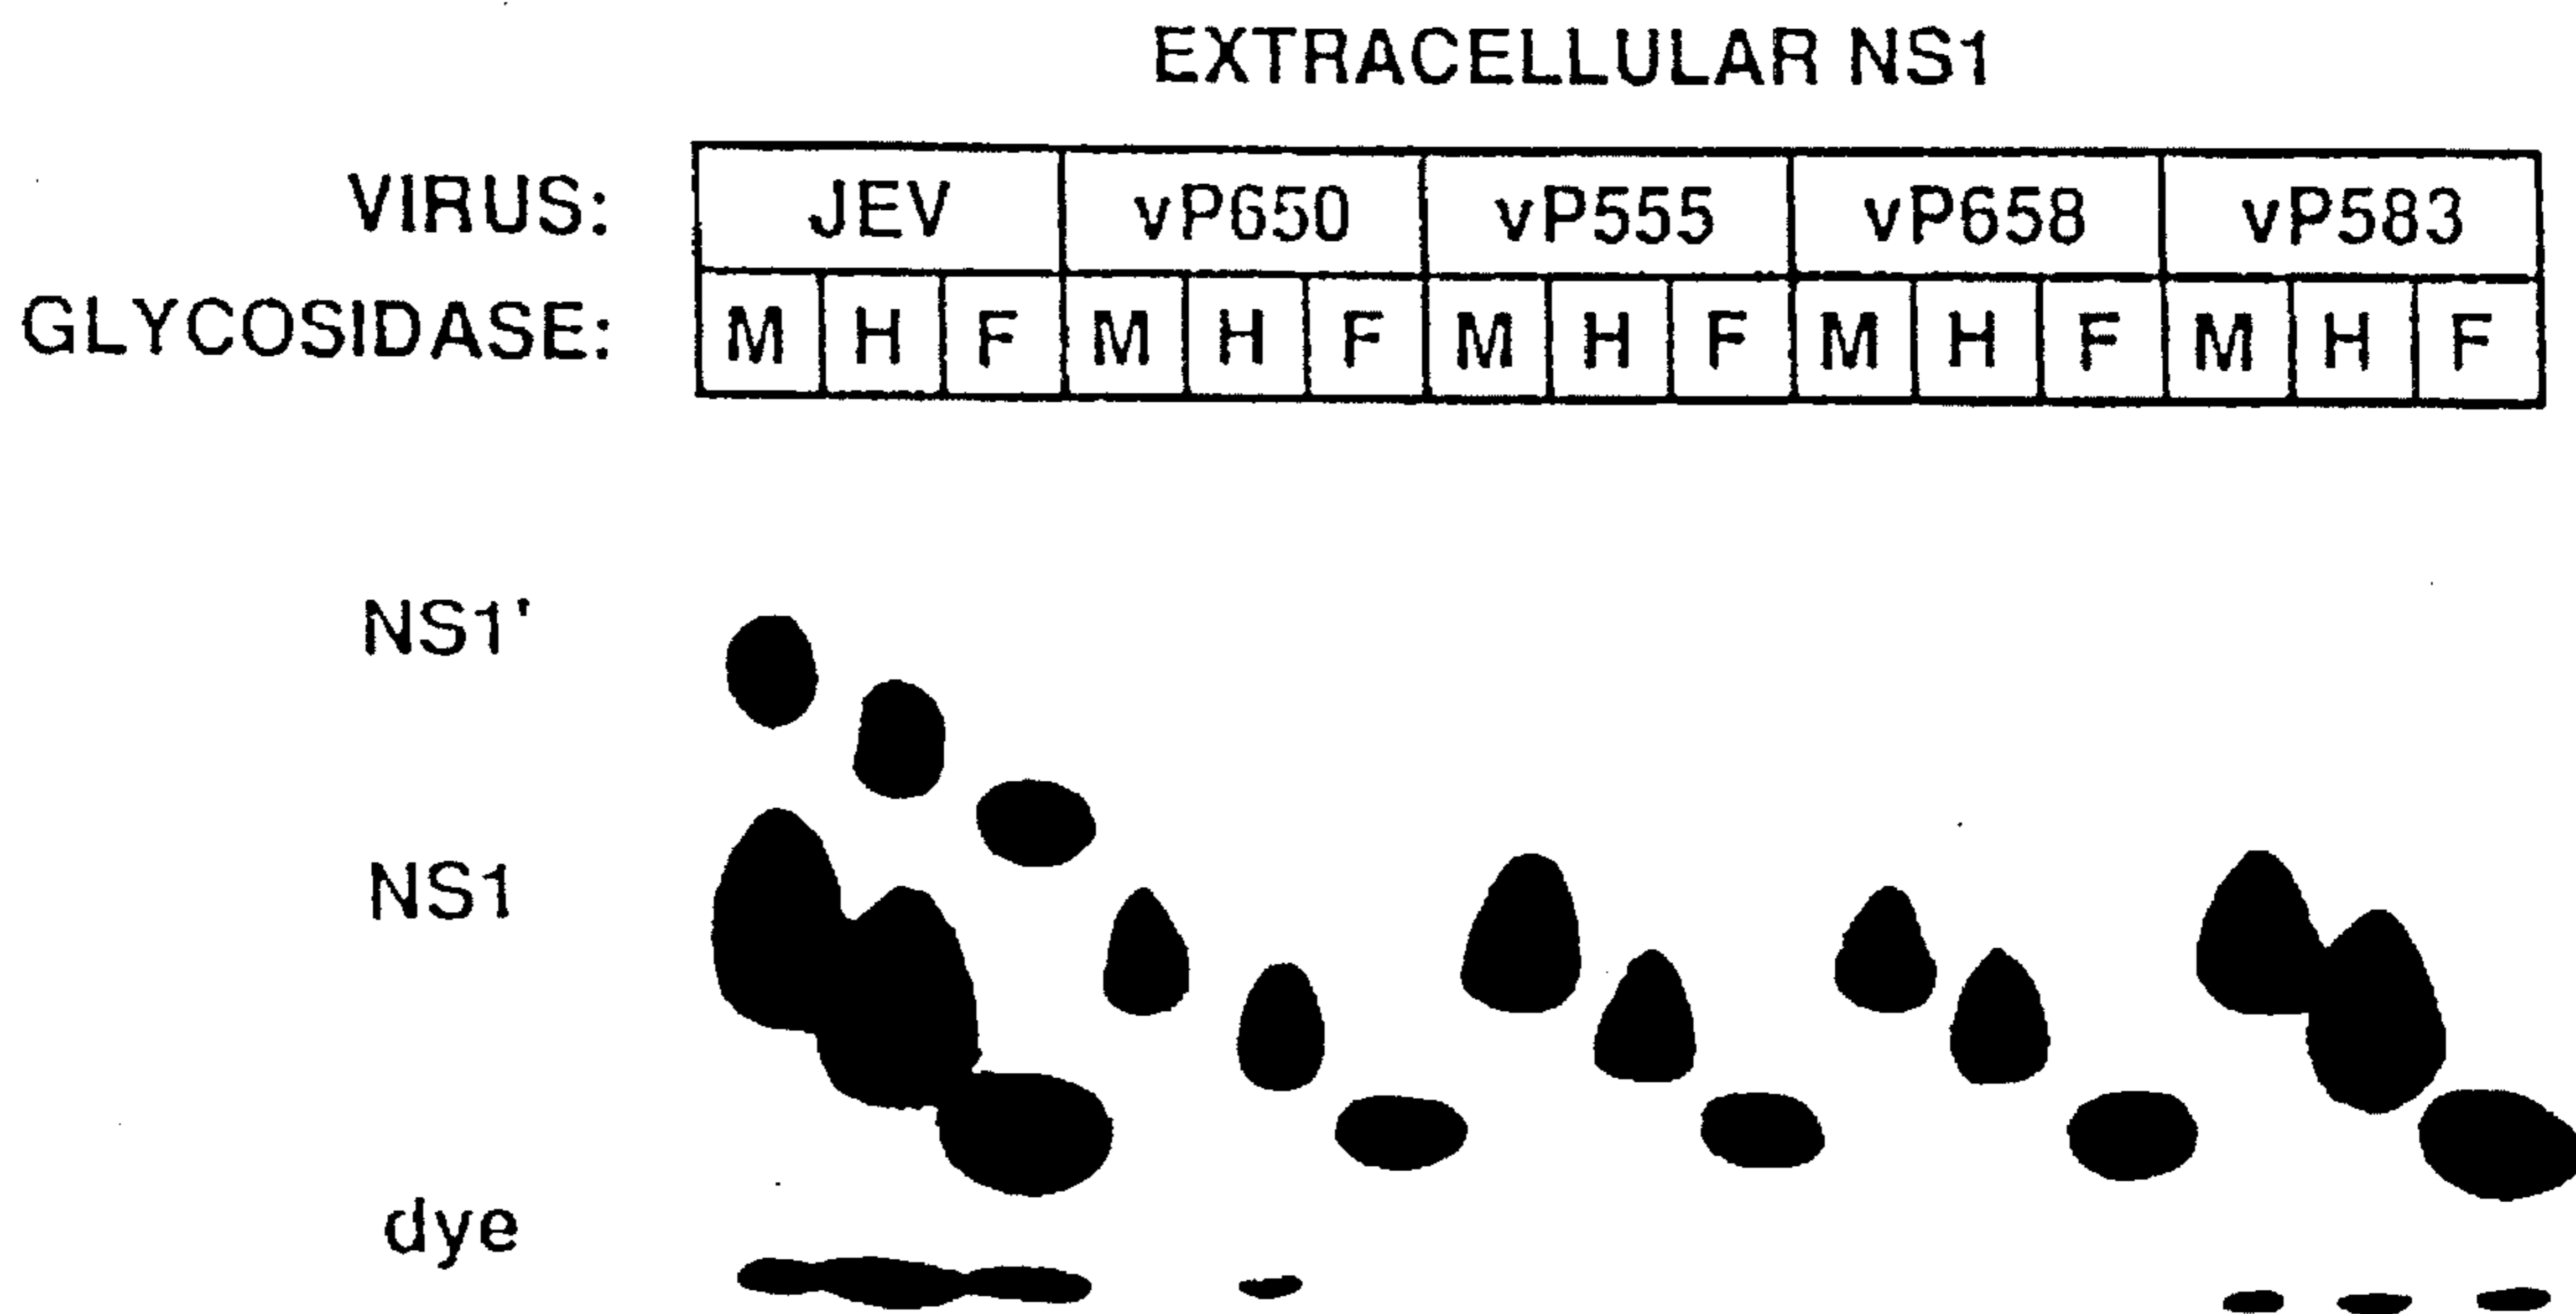 EXTRACELLULAR NS1
VIRUS: JEV vP650 vP555 vP658 vP583
GLYCOSIDASE: M H F M H F M H F M H F M H F
NS1'
NS1
dye